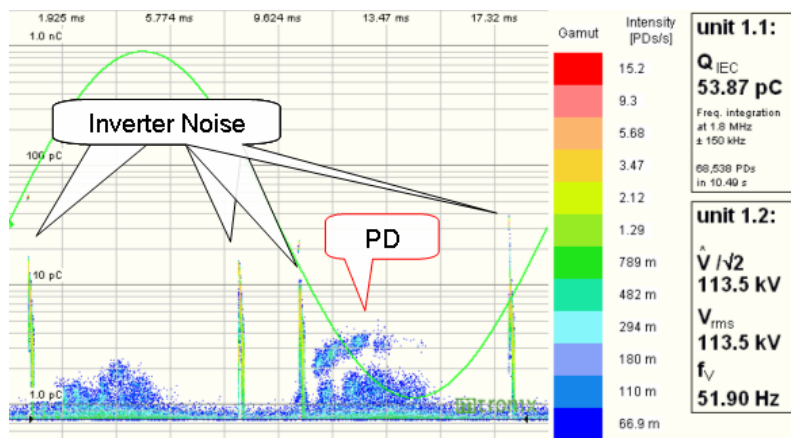 1.925 ms 5.774 ms 9.624 ms 13.47 ms 17.32 ms
1.0 nC
Inverter Noise
100 pC
PD
10 pC
1.0 pC
mtronix
Gamut
Intensity
[PDs/s]
15.2
9.3
5.68
3.47
2.12
1.29
789 m
482 m
294 m
180 m
110 m
66.9 m
unit 1.1:
Q IEC
53.87 pC
Freq. integration
at 1.8 MHz
± 150 kHz
68,538 PDs
in 10.49 s
unit 1.2:
V̂ /√2
113.5 kV
Vrms
113.5 kV
fV
51.90 Hz